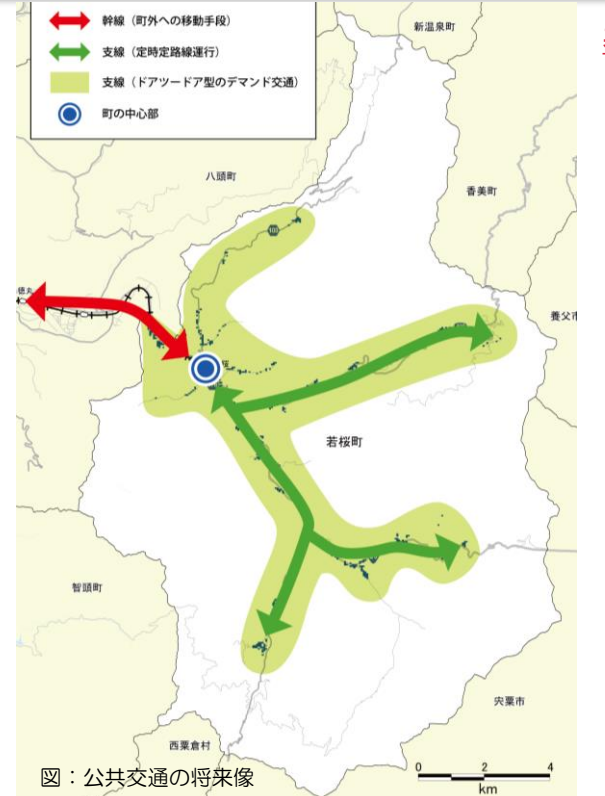 幹線（町外への移動手段）
支線（定時定路線運行）
支線（ドアツードア型のデマンド交通）
町の中心部
新温泉町
八頭町
香美町
103
徳丸
養父市
桜
若桜町
智頭町
宍粟市
西粟倉村
図：公共交通の将来像
0 2 4
km